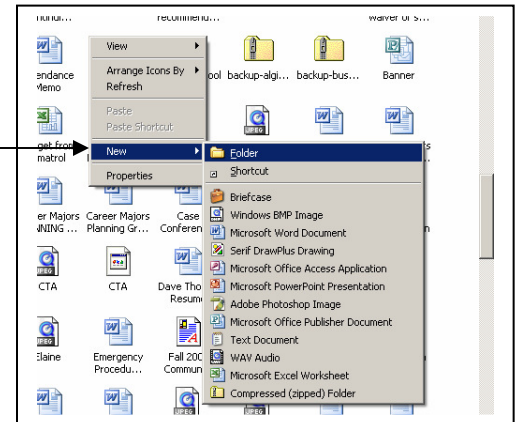 View
Arrange Icons By
Refresh
Paste
Paste Shortcut
New
Properties
Folder
Shortcut
Briefcase
Windows BMP Image
Microsoft Word Document
Serif DrawPlus Drawing
Microsoft Office Access Application
Microsoft PowerPoint Presentation
Adobe Photoshop Image
Microsoft Office Publisher Document
Text Document
WAV Audio
Microsoft Excel Worksheet
Compressed (zipped) Folder
waiver of s...
endance
Memo
ool backup-algi... backup-bus... Banner
get from
matrol
er Majors Career Majors Case
NING ... Planning Gr... Conferen
CTA CTA Dave Tho
Resum
Elaine Emergency Fall 200
Procedu... Commun